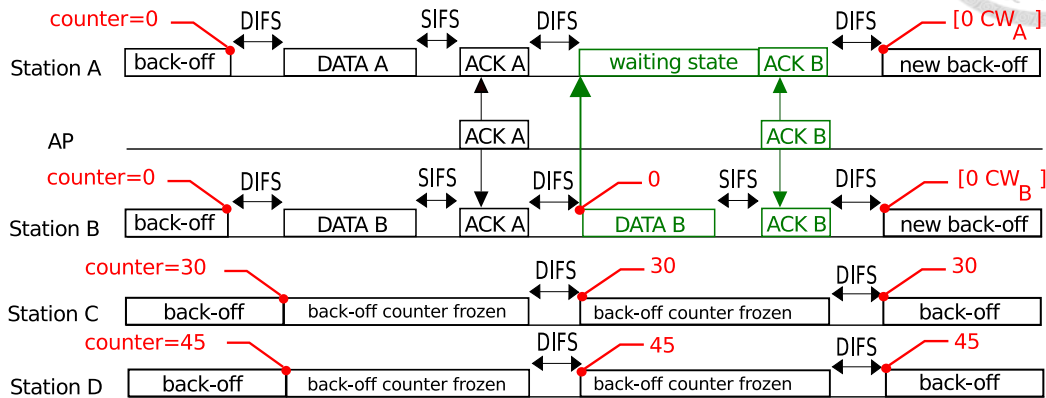 counter=0 DIFS SIFS DIFS DIFS [0 CW_A ]
Station A back-off DATA A ACK A waiting state ACK B new back-off
AP ACK A ACK B
counter=0 DIFS SIFS DIFS 0 SIFS DIFS [0 CW_B ]
Station B back-off DATA B ACK A DATA B ACK B new back-off
counter=30 DIFS 30 DIFS 30
Station C back-off back-off counter frozen back-off counter frozen back-off
counter=45 DIFS 45 DIFS 45
Station D back-off back-off counter frozen back-off counter frozen back-off